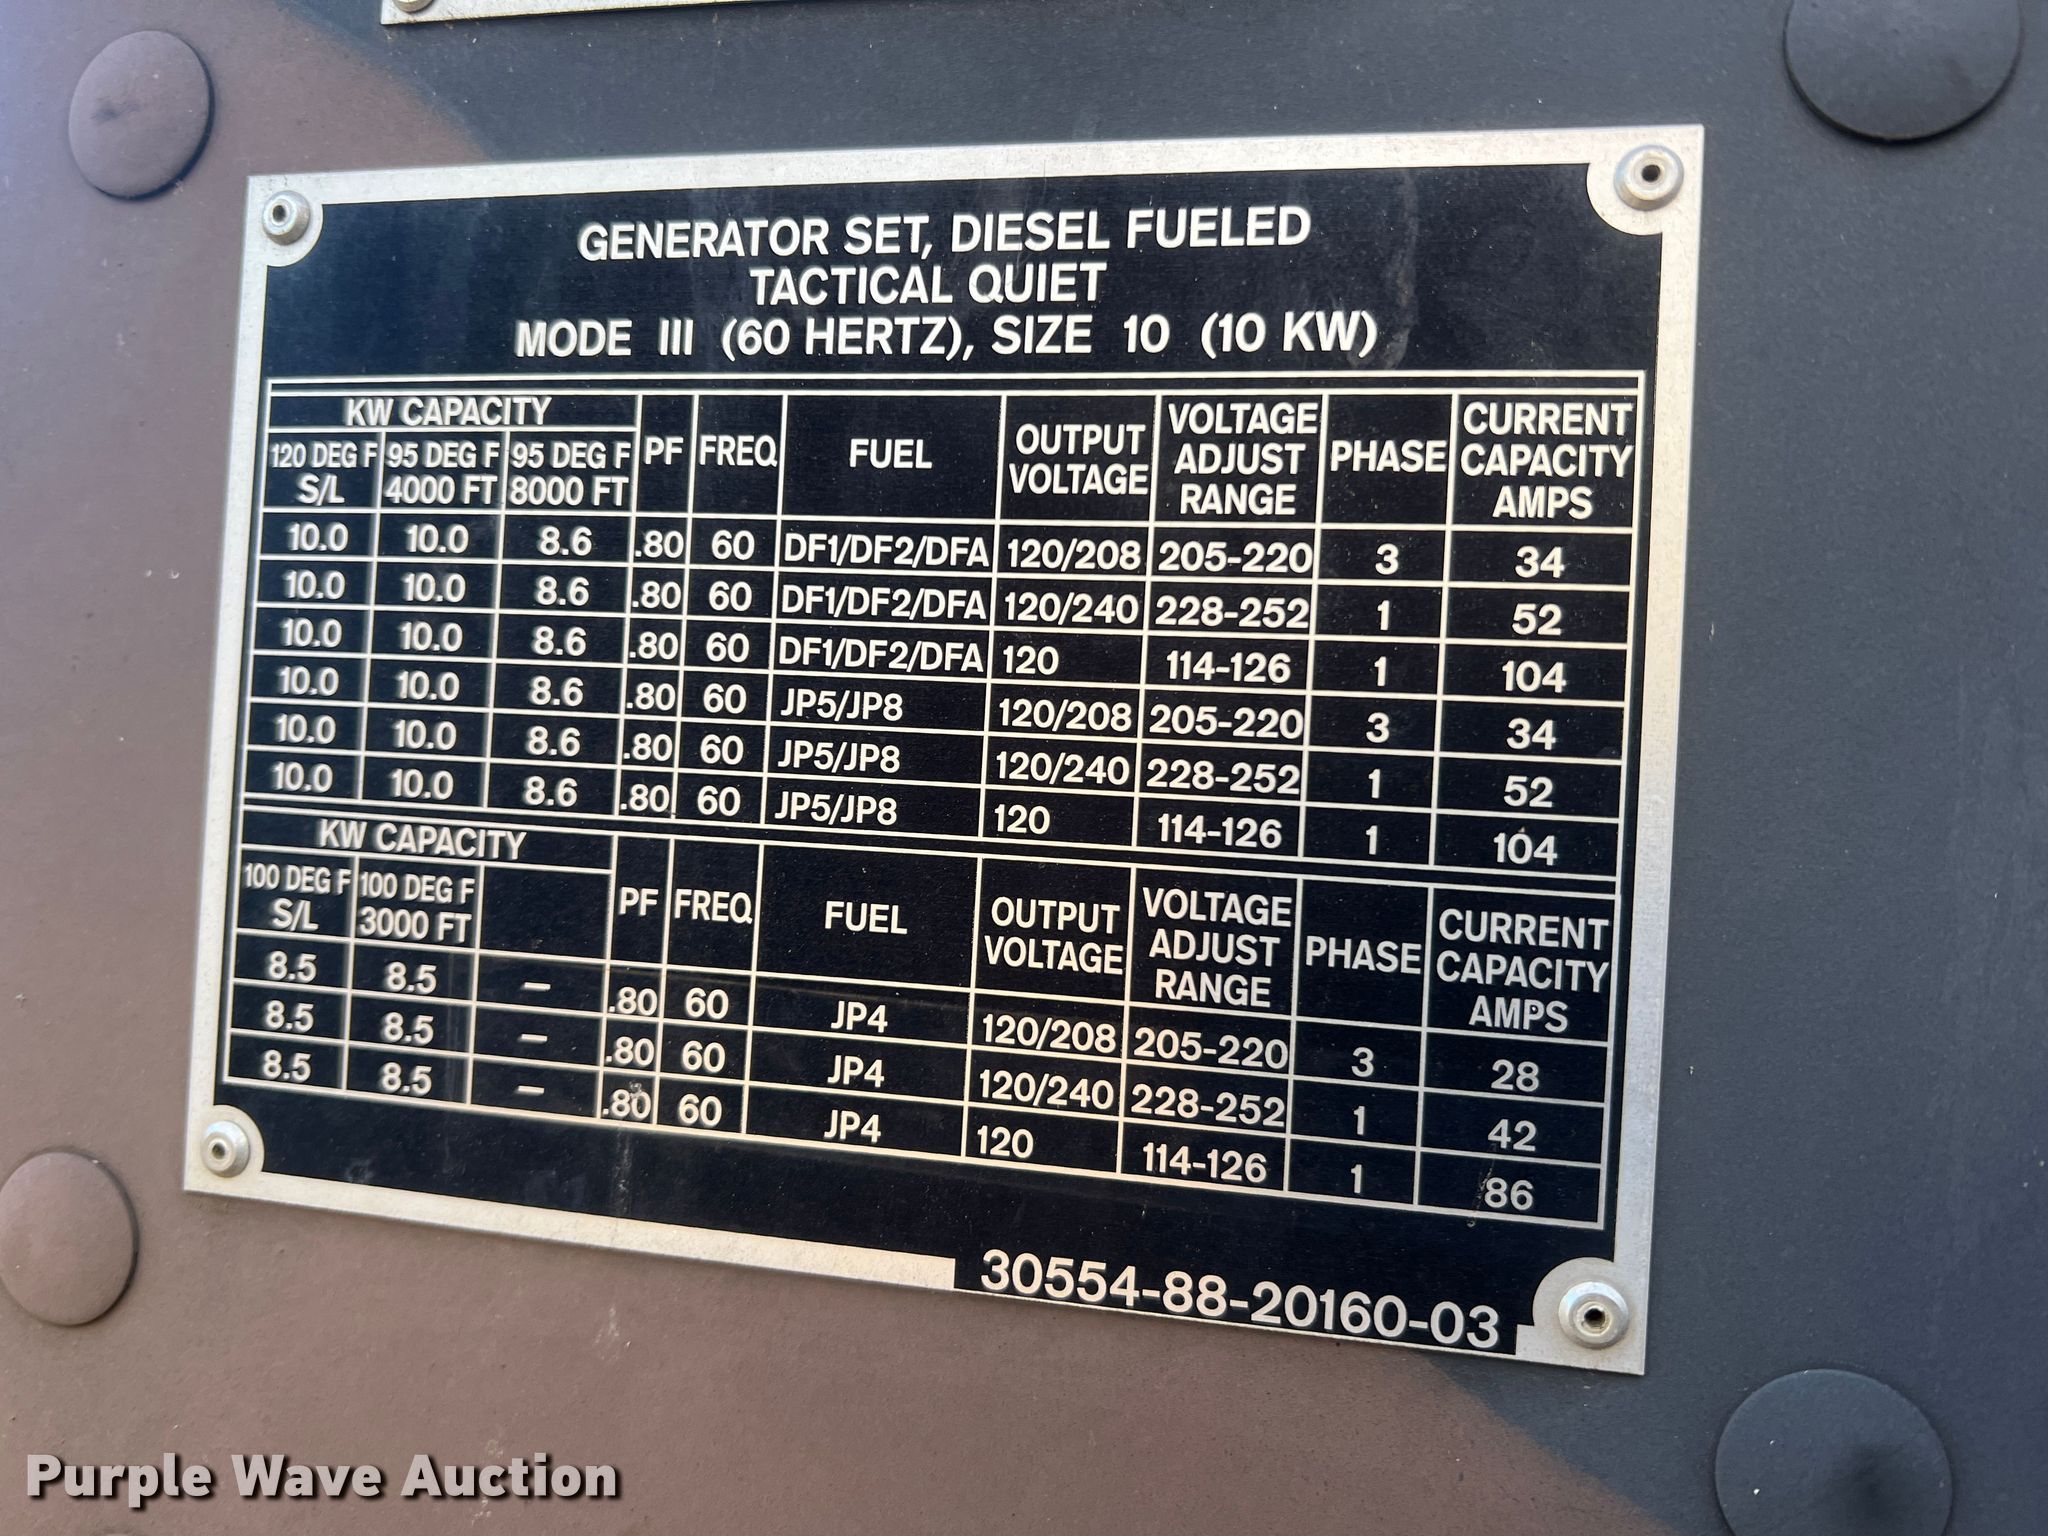 GENERATOR SET, DIESEL FUELED
TACTICAL QUIET
MODE III (60 HERTZ), SIZE 10 (10 KW)
KW CAPACITY PF FREQ FUEL OUTPUT VOLTAGE VOLTAGE ADJUST RANGE PHASE CURRENT CAPACITY AMPS
120 DEG F S/L 95 DEG F 4000 FT 95 DEG F 8000 FT
10.0 10.0 8.6 .80 60 DF1/DF2/DFA 120/208 205-220 3 34
10.0 10.0 8.6 .80 60 DF1/DF2/DFA 120/240 228-252 1 52
10.0 10.0 8.6 .80 60 DF1/DF2/DFA 120 114-126 1 104
10.0 10.0 8.6 .80 60 JP5/JP8 120/208 205-220 3 34
10.0 10.0 8.6 .80 60 JP5/JP8 120/240 228-252 1 52
10.0 10.0 8.6 .80 60 JP5/JP8 120 114-126 1 104
KW CAPACITY PF FREQ FUEL OUTPUT VOLTAGE VOLTAGE ADJUST RANGE PHASE CURRENT CAPACITY AMPS
100 DEG F S/L 100 DEG F 3000 FT
8.5 8.5 – .80 60 JP4 120/208 205-220 3 28
8.5 8.5 – .80 60 JP4 120/240 228-252 1 42
8.5 8.5 – .80 60 JP4 120 114-126 1 86
30554-88-20160-03
Purple Wave Auction